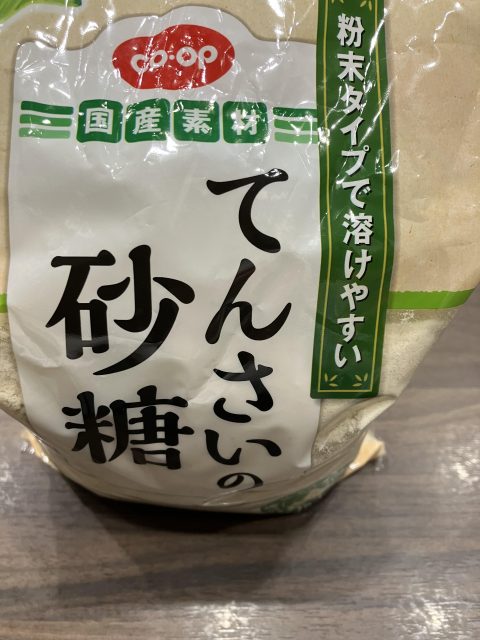 co·op
国産素材
粉末タイプで溶けやすい
てんさいの
砂糖